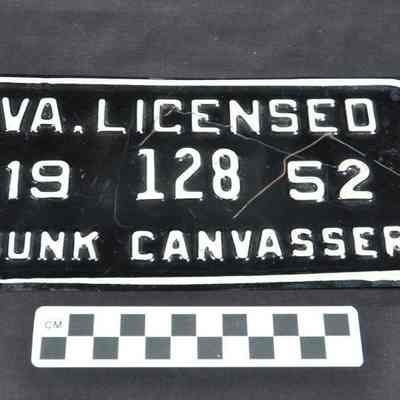 VA. LICENSED
19 128 52
UNK CANVASSER
CM